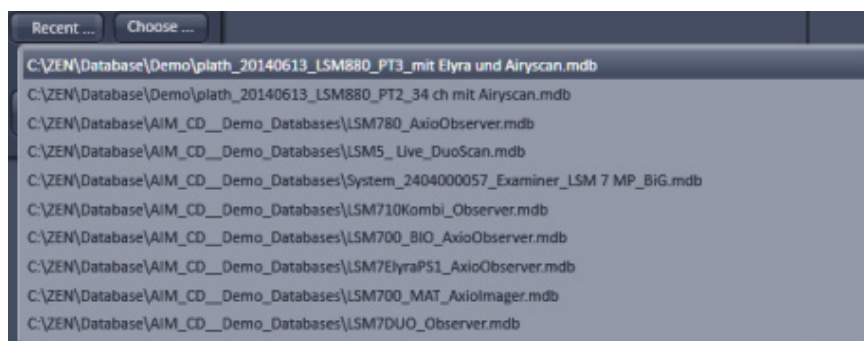 Recent ... Choose ...
C:\ZEN\Database\Demo\plath_20140613_LSM880_PT3_mit Elyra und Airyscan.mdb
C:\ZEN\Database\Demo\plath_20140613_LSM880_PT2_34 ch mit Airyscan.mdb
C:\ZEN\Database\AIM_CD__Demo_Databases\LSM780_AxioObserver.mdb
C:\ZEN\Database\AIM_CD__Demo_Databases\LSM5_ Live_DuoScan.mdb
C:\ZEN\Database\AIM_CD__Demo_Databases\System_2404000057_Examiner_LSM 7 MP_BiG.mdb
C:\ZEN\Database\AIM_CD__Demo_Databases\LSM710Kombi_Observer.mdb
C:\ZEN\Database\AIM_CD__Demo_Databases\LSM700_BIO_AxioObserver.mdb
C:\ZEN\Database\AIM_CD__Demo_Databases\LSM7ElyraPS1_AxioObserver.mdb
C:\ZEN\Database\AIM_CD__Demo_Databases\LSM700_MAT_AxioImager.mdb
C:\ZEN\Database\AIM_CD__Demo_Databases\LSM7DUO_Observer.mdb